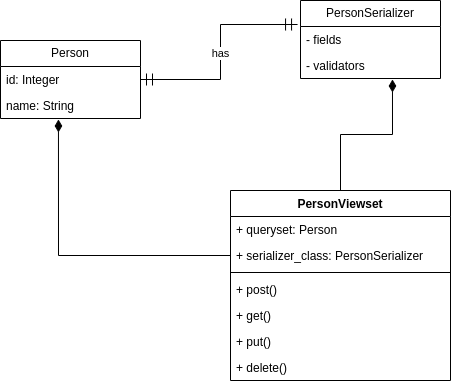 PersonSerializer
- fields
- validators
Person
id: Integer
name: String
has
PersonViewset
+ queryset: Person
+ serializer_class: PersonSerializer
+ post()
+ get()
+ put()
+ delete()